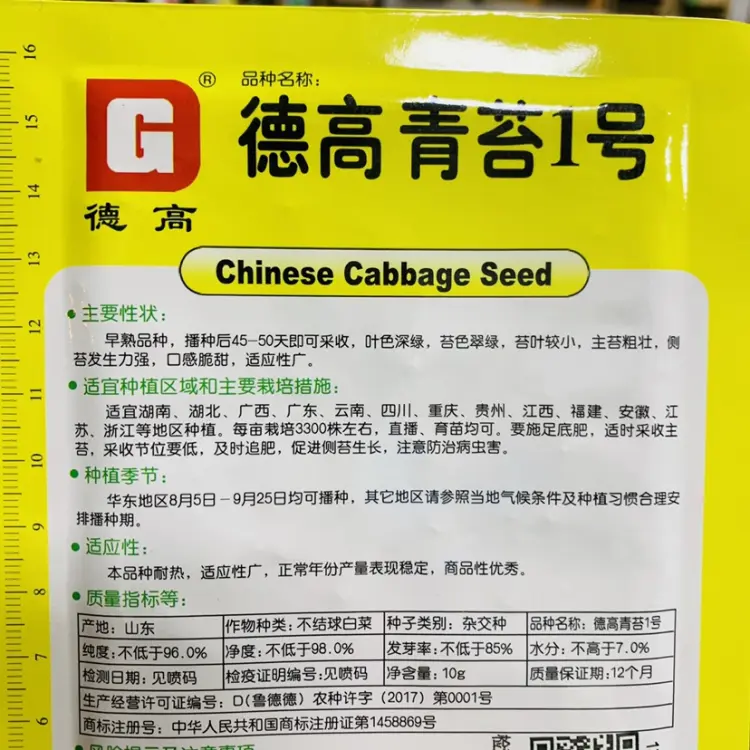 16
15
14
13
12
11
10
9
8
7
6
G
®
德高
品种名称：
德高青苔1号
Chinese Cabbage Seed
主要性状：
早熟品种，播种后45-50天即可采收，叶色深绿，苔色翠绿，苔叶较小，主苔粗壮，侧
苔发生力强，口感脆甜，适应性广。
适宜种植区域和主要栽培措施：
适宜湖南、湖北、广西、广东、云南、四川、重庆、贵州、江西、福建、安徽、江
苏、浙江等地区种植。每亩栽培3300株左右，直播、育苗均可。要施足底肥，适时采收主
苔，采收节位要低，及时追肥，促进侧苔生长，注意防治病虫害。
种植季节：
华东地区8月5日-9月25日均可播种，其它地区请参照当地气候条件及种植习惯合理安
排播种期。
适应性：
本品种耐热，适应性广，正常年份产量表现稳定，商品性优秀。
质量指标等：
产地：山东 作物种类：不结球白菜 种子类别：杂交种 品种名称：德高青苔1号
纯度：不低于96.0% 净度：不低于98.0% 发芽率：不低于85% 水分：不高于7.0%
检测日期：见喷码 检疫证明编号：见喷码 净含量：10g 质量保证期：12个月
生产经营许可证编号：D（鲁德德）农种许字（2017）第0001号
商标注册号：中华人民共和国商标注册证第1458869号